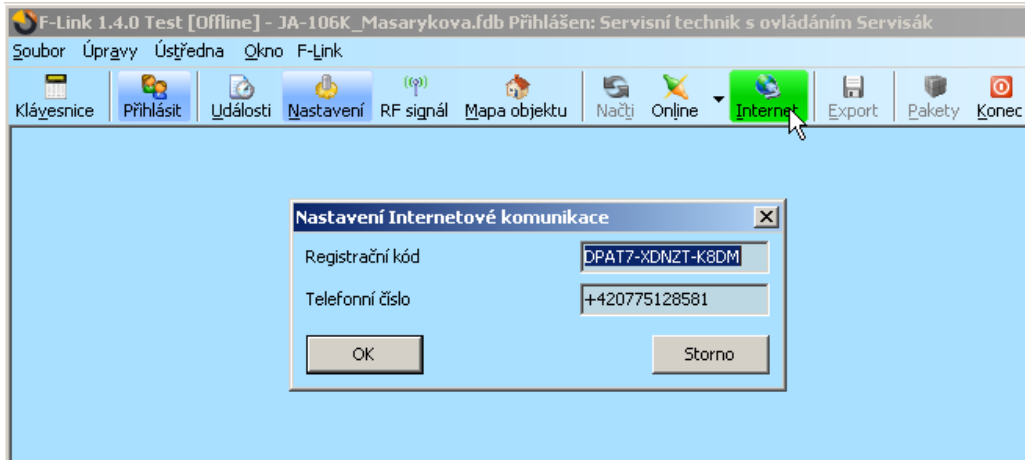 F-Link 1.4.0 Test [Offline] - JA-106K_Masarykova.fdb Přihlášen: Servisní technik s ovládáním Servisák
Soubor Úpravy Ústředna Okno F-Link
Klávesnice Přihlásit Události Nastavení RF signál Mapa objektu Načti Online Internet Export Pakety Konec
Nastavení Internetové komunikace
Registrační kód DPAT7-XDNZT-K8DM
Telefonní číslo +420775128581
OK Storno